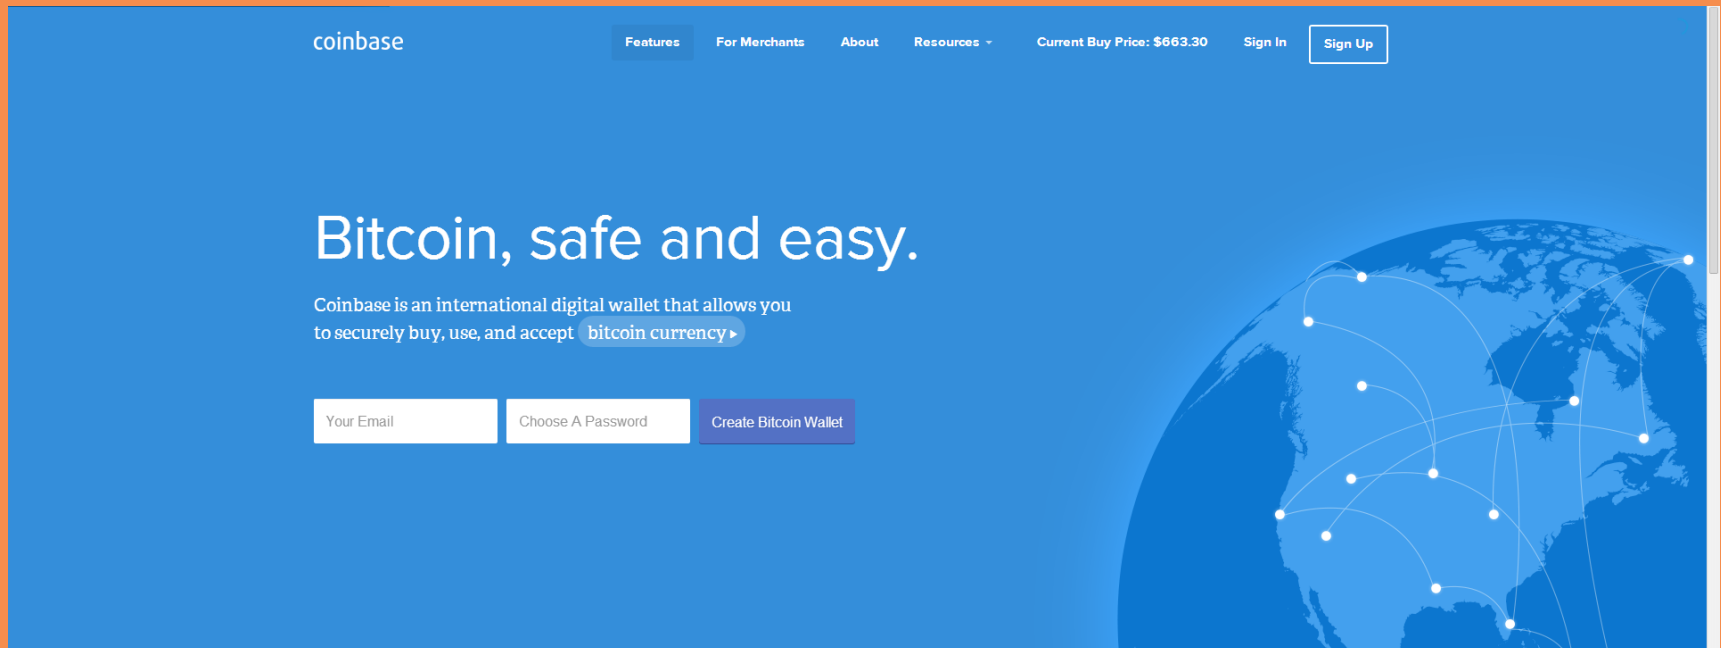 coinbase
Features For Merchants About Resources Current Buy Price: $663.30 Sign In Sign Up
Bitcoin, safe and easy.
Coinbase is an international digital wallet that allows you
to securely buy, use, and accept bitcoin currency
Your Email Choose A Password Create Bitcoin Wallet